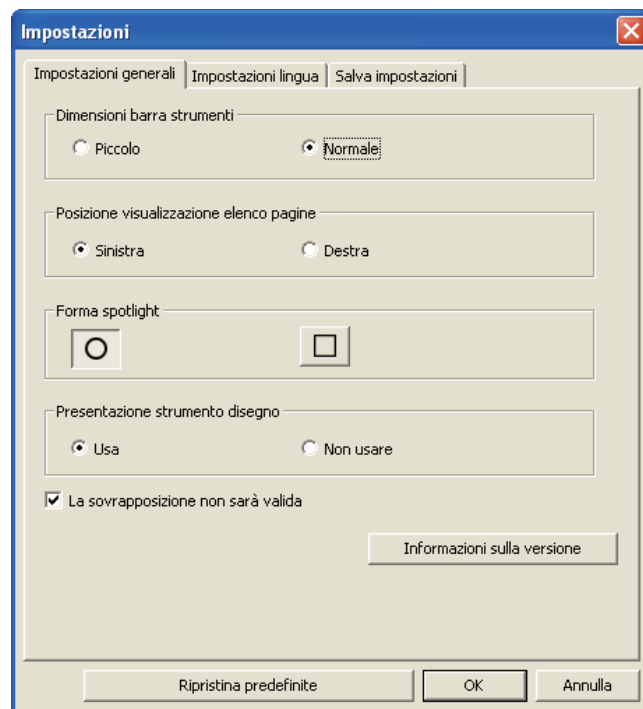 Impostazioni
Impostazioni generali Impostazioni lingua Salva impostazioni
Dimensioni barra strumenti
Piccolo Normale
Posizione visualizzazione elenco pagine
Sinistra Destra
Forma spotlight
Presentazione strumento disegno
Usa Non usare
La sovrapposizione non sarà valida
Informazioni sulla versione
Ripristina predefinite OK Annulla